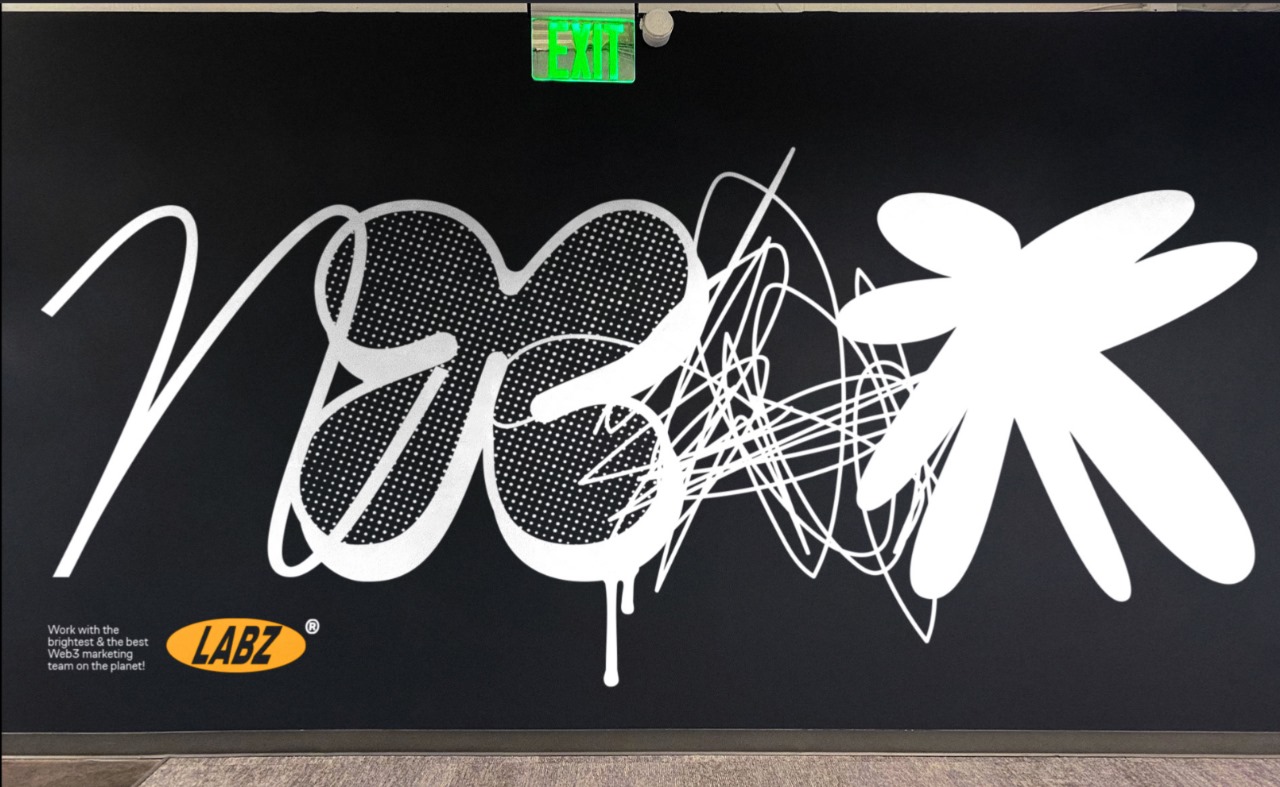 EXIT
Work with the
brightest & the best
Web3 marketing
team on the planet!
LABZ®